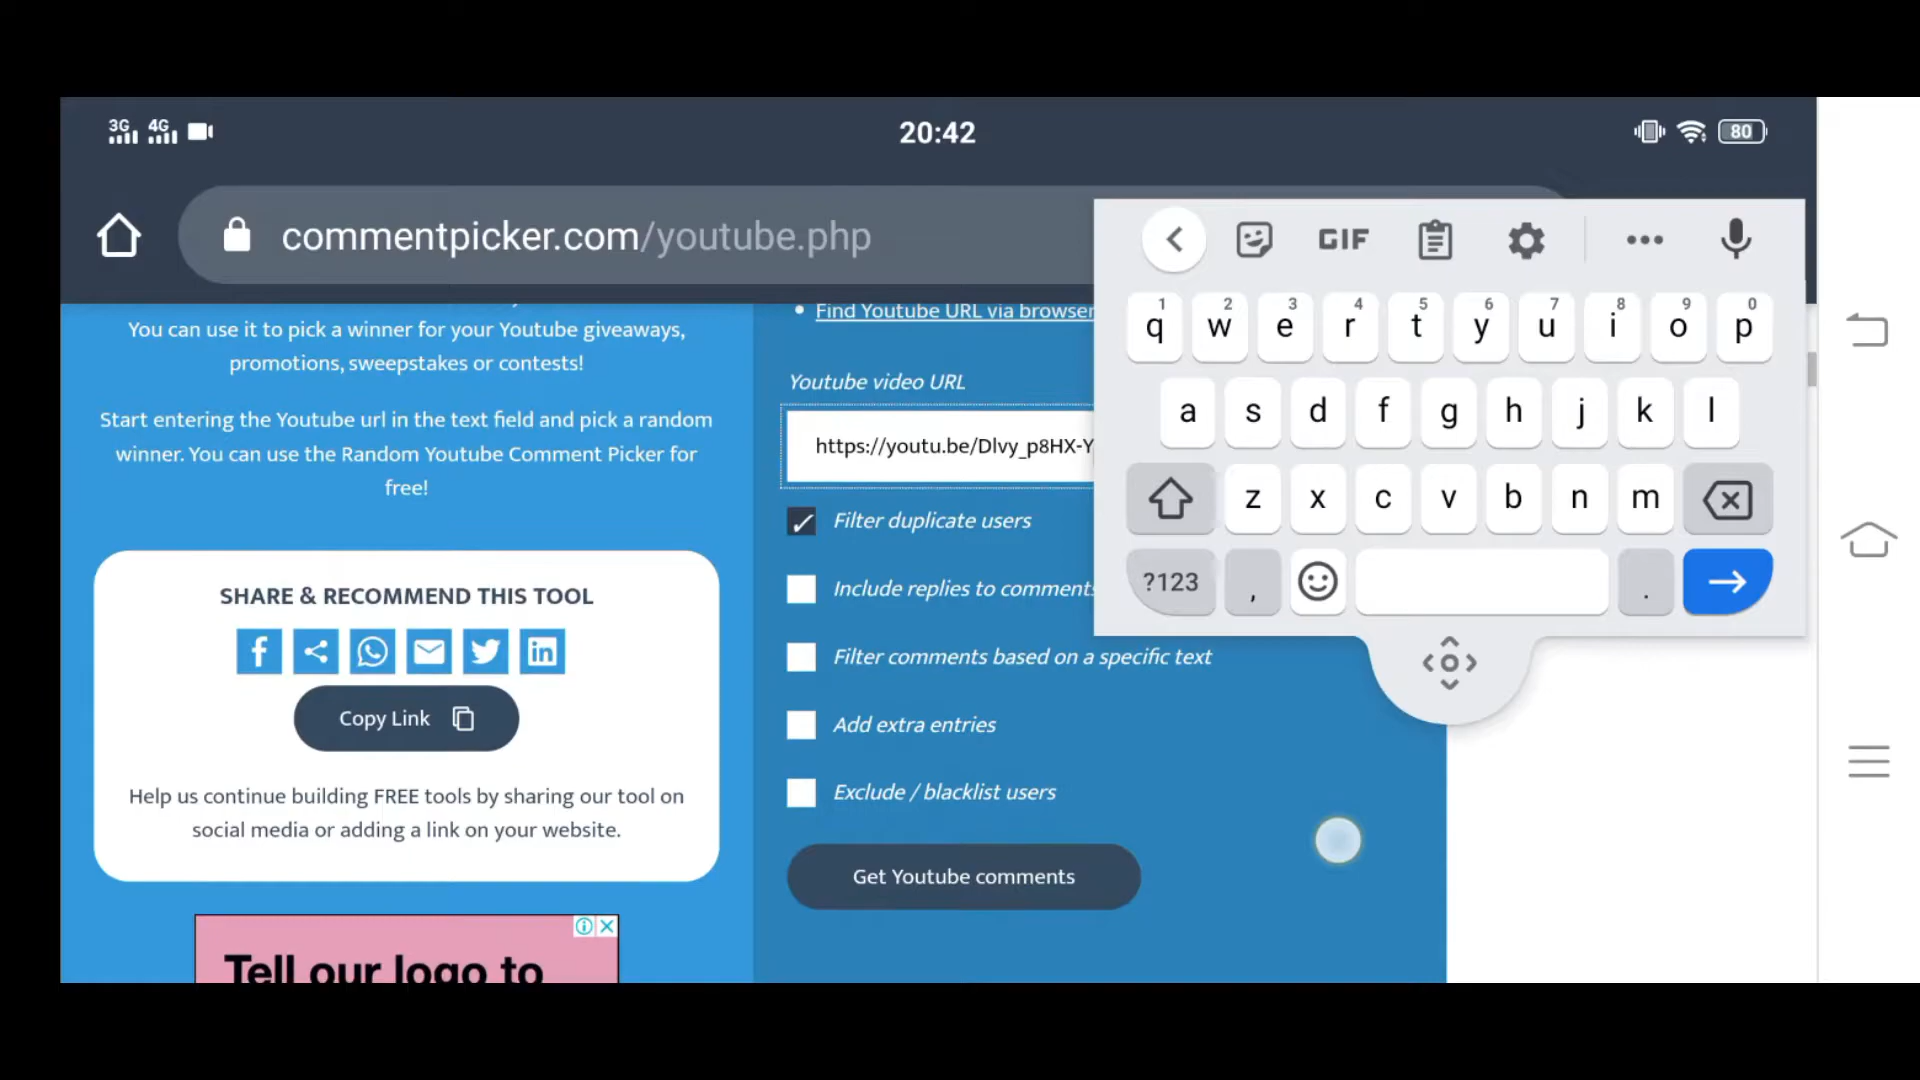 3G 4G
20:42
80
commentpicker.com/youtube.php
You can use it to pick a winner for your Youtube giveaways,
promotions, sweepstakes or contests!
Start entering the Youtube url in the text field and pick a random
winner. You can use the Random Youtube Comment Picker for
free!
SHARE & RECOMMEND THIS TOOL
Copy Link
Help us continue building FREE tools by sharing our tool on
social media or adding a link on your website.
Tell our logo to
Find Youtube URL via browser
Youtube video URL
https://youtu.be/Dlvy_p8HX-Y
Filter duplicate users
Include replies to comments
Filter comments based on a specific text
Add extra entries
Exclude / blacklist users
Get Youtube comments
GIF
1 2 3 4 5 6 7 8 9 0
q w e r t y u i o p
a s d f g h j k l
z x c v b n m
?123 , .